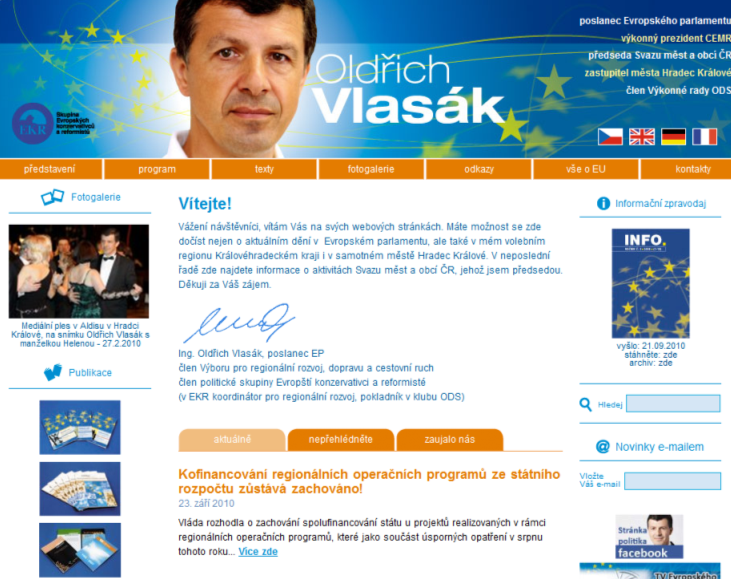 poslanec Evropského parlamentu
výkonný prezident CEMR
předseda Svazu měst a obcí ČR
zastupitel města Hradec Králové
člen Výkonné rady ODS
Oldřich
Vlasák
EKR
Skupina
Evropských
konzervativců
a reformistů
představení
program
texty
fotogalerie
odkazy
vše o EU
kontakty
Fotogalerie
Mediální ples v Aldisu v Hradci
Králové, na snímku Oldřich Vlasák s
manželkou Helenou - 27.2.2010
Publikace
Vítejte!
Vážení návštěvníci, vítám Vás na svých webových stránkách. Máte možnost se zde
dočíst nejen o aktuálním dění v Evropském parlamentu, ale také v mém volebním
regionu Královéhradeckém kraji i v samotném městě Hradec Králové. V neposlední
řadě zde najdete informace o aktivitách Svazu měst a obcí ČR, jehož jsem předsedou.
Děkuji za Váš zájem.
Ing. Oldřich Vlasák, poslanec EP
člen Výboru pro regionální rozvoj, dopravu a cestovní ruch
člen politické skupiny Evropští konzervativci a reformisté
(v EKR koordinátor pro regionální rozvoj, pokladník v klubu ODS)
aktuálně
nepřehlédněte
zaujalo nás
Kofinancování regionálních operačních programů ze státního
rozpočtu zůstává zachováno!
23. září 2010
Vláda rozhodla o zachování spolufinancování státu u projektů realizovaných v rámci
regionálních operačních programů, které jako součást úsporných opatření v srpnu
tohoto roku... Více zde
Informační zpravodaj
INFO.
vyšlo: 21.09.2010
stáhněte: zde
archiv: zde
Hledej
Novinky e-mailem
Vložte
Váš e-mail
Stránka
politika
facebook
TV/Evropského